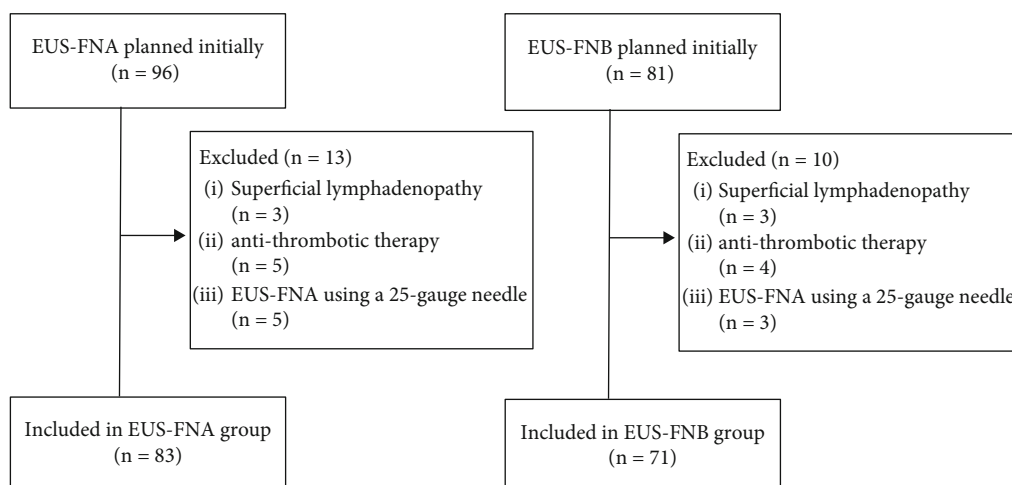 EUS-FNA planned initially
(n = 96)
Excluded (n = 13)
(i) Superficial lymphadenopathy
(n = 3)
(ii) anti-thrombotic therapy
(n = 5)
(iii) EUS-FNA using a 25-gauge needle
(n = 5)
Included in EUS-FNA group
(n = 83)
EUS-FNB planned initially
(n = 81)
Excluded (n = 10)
(i) Superficial lymphadenopathy
(n = 3)
(ii) anti-thrombotic therapy
(n = 4)
(iii) EUS-FNA using a 25-gauge needle
(n = 3)
Included in EUS-FNB group
(n = 71)